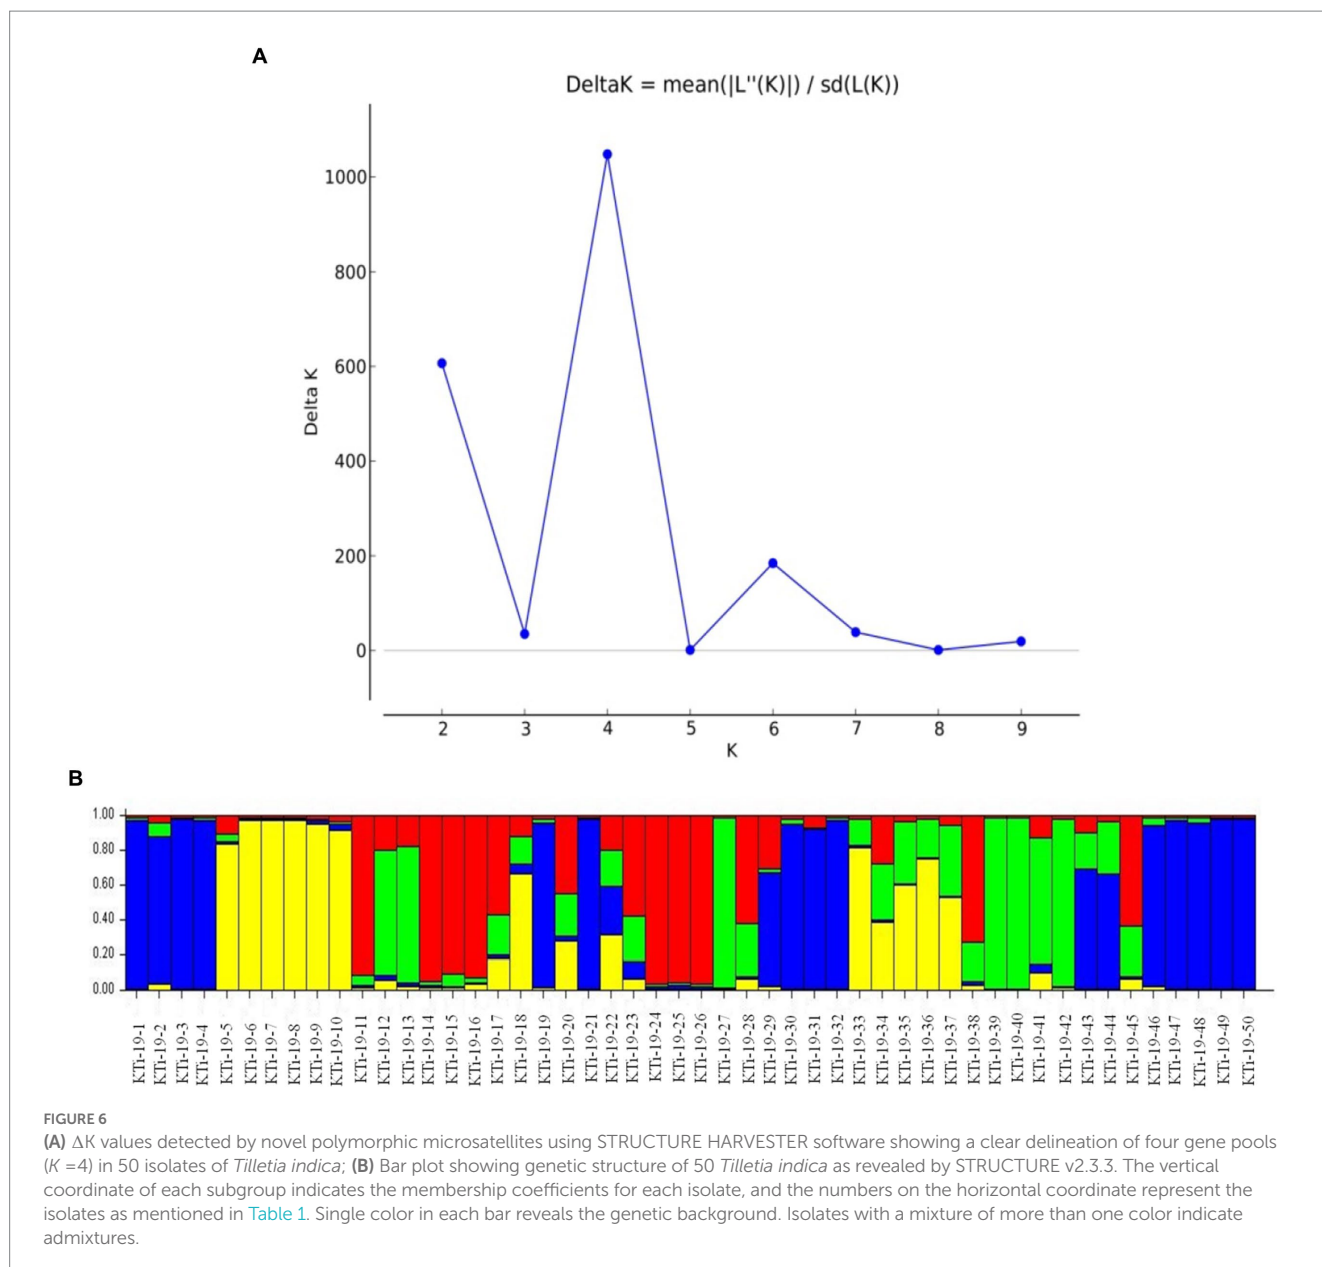 A
DeltaK = mean(|L''(K)|) / sd(L(K))
1000
800
600
400
200
0
Delta K
2 3 4 5 6 7 8 9
K
B
1.00
0.80
0.60
0.40
0.20
0.00
KTi-19-1
KTi-19-2
KTi-19-3
KTi-19-4
KTi-19-5
KTi-19-6
KTi-19-7
KTi-19-8
KTi-19-9
KTi-19-10
KTi-19-11
KTi-19-12
KTi-19-13
KTi-19-14
KTi-19-15
KTi-19-16
KTi-19-17
KTi-19-18
KTi-19-19
KTi-19-20
KTi-19-21
KTi-19-22
KTi-19-23
KTi-19-24
KTi-19-25
KTi-19-26
KTi-19-27
KTi-19-28
KTi-19-29
KTi-19-30
KTi-19-31
KTi-19-32
KTi-19-33
KTi-19-34
KTi-19-35
KTi-19-36
KTi-19-37
KTi-19-38
KTi-19-39
KTi-19-40
KTi-19-41
KTi-19-42
KTi-19-43
KTi-19-44
KTi-19-45
KTi-19-46
KTi-19-47
KTi-19-48
KTi-19-49
KTi-19-50
FIGURE 6
(A) ΔK values detected by novel polymorphic microsatellites using STRUCTURE HARVESTER software showing a clear delineation of four gene pools
(K =4) in 50 isolates of Tilletia indica; (B) Bar plot showing genetic structure of 50 Tilletia indica as revealed by STRUCTURE v2.3.3. The vertical
coordinate of each subgroup indicates the membership coefficients for each isolate, and the numbers on the horizontal coordinate represent the
isolates as mentioned in Table 1. Single color in each bar reveals the genetic background. Isolates with a mixture of more than one color indicate
admixtures.